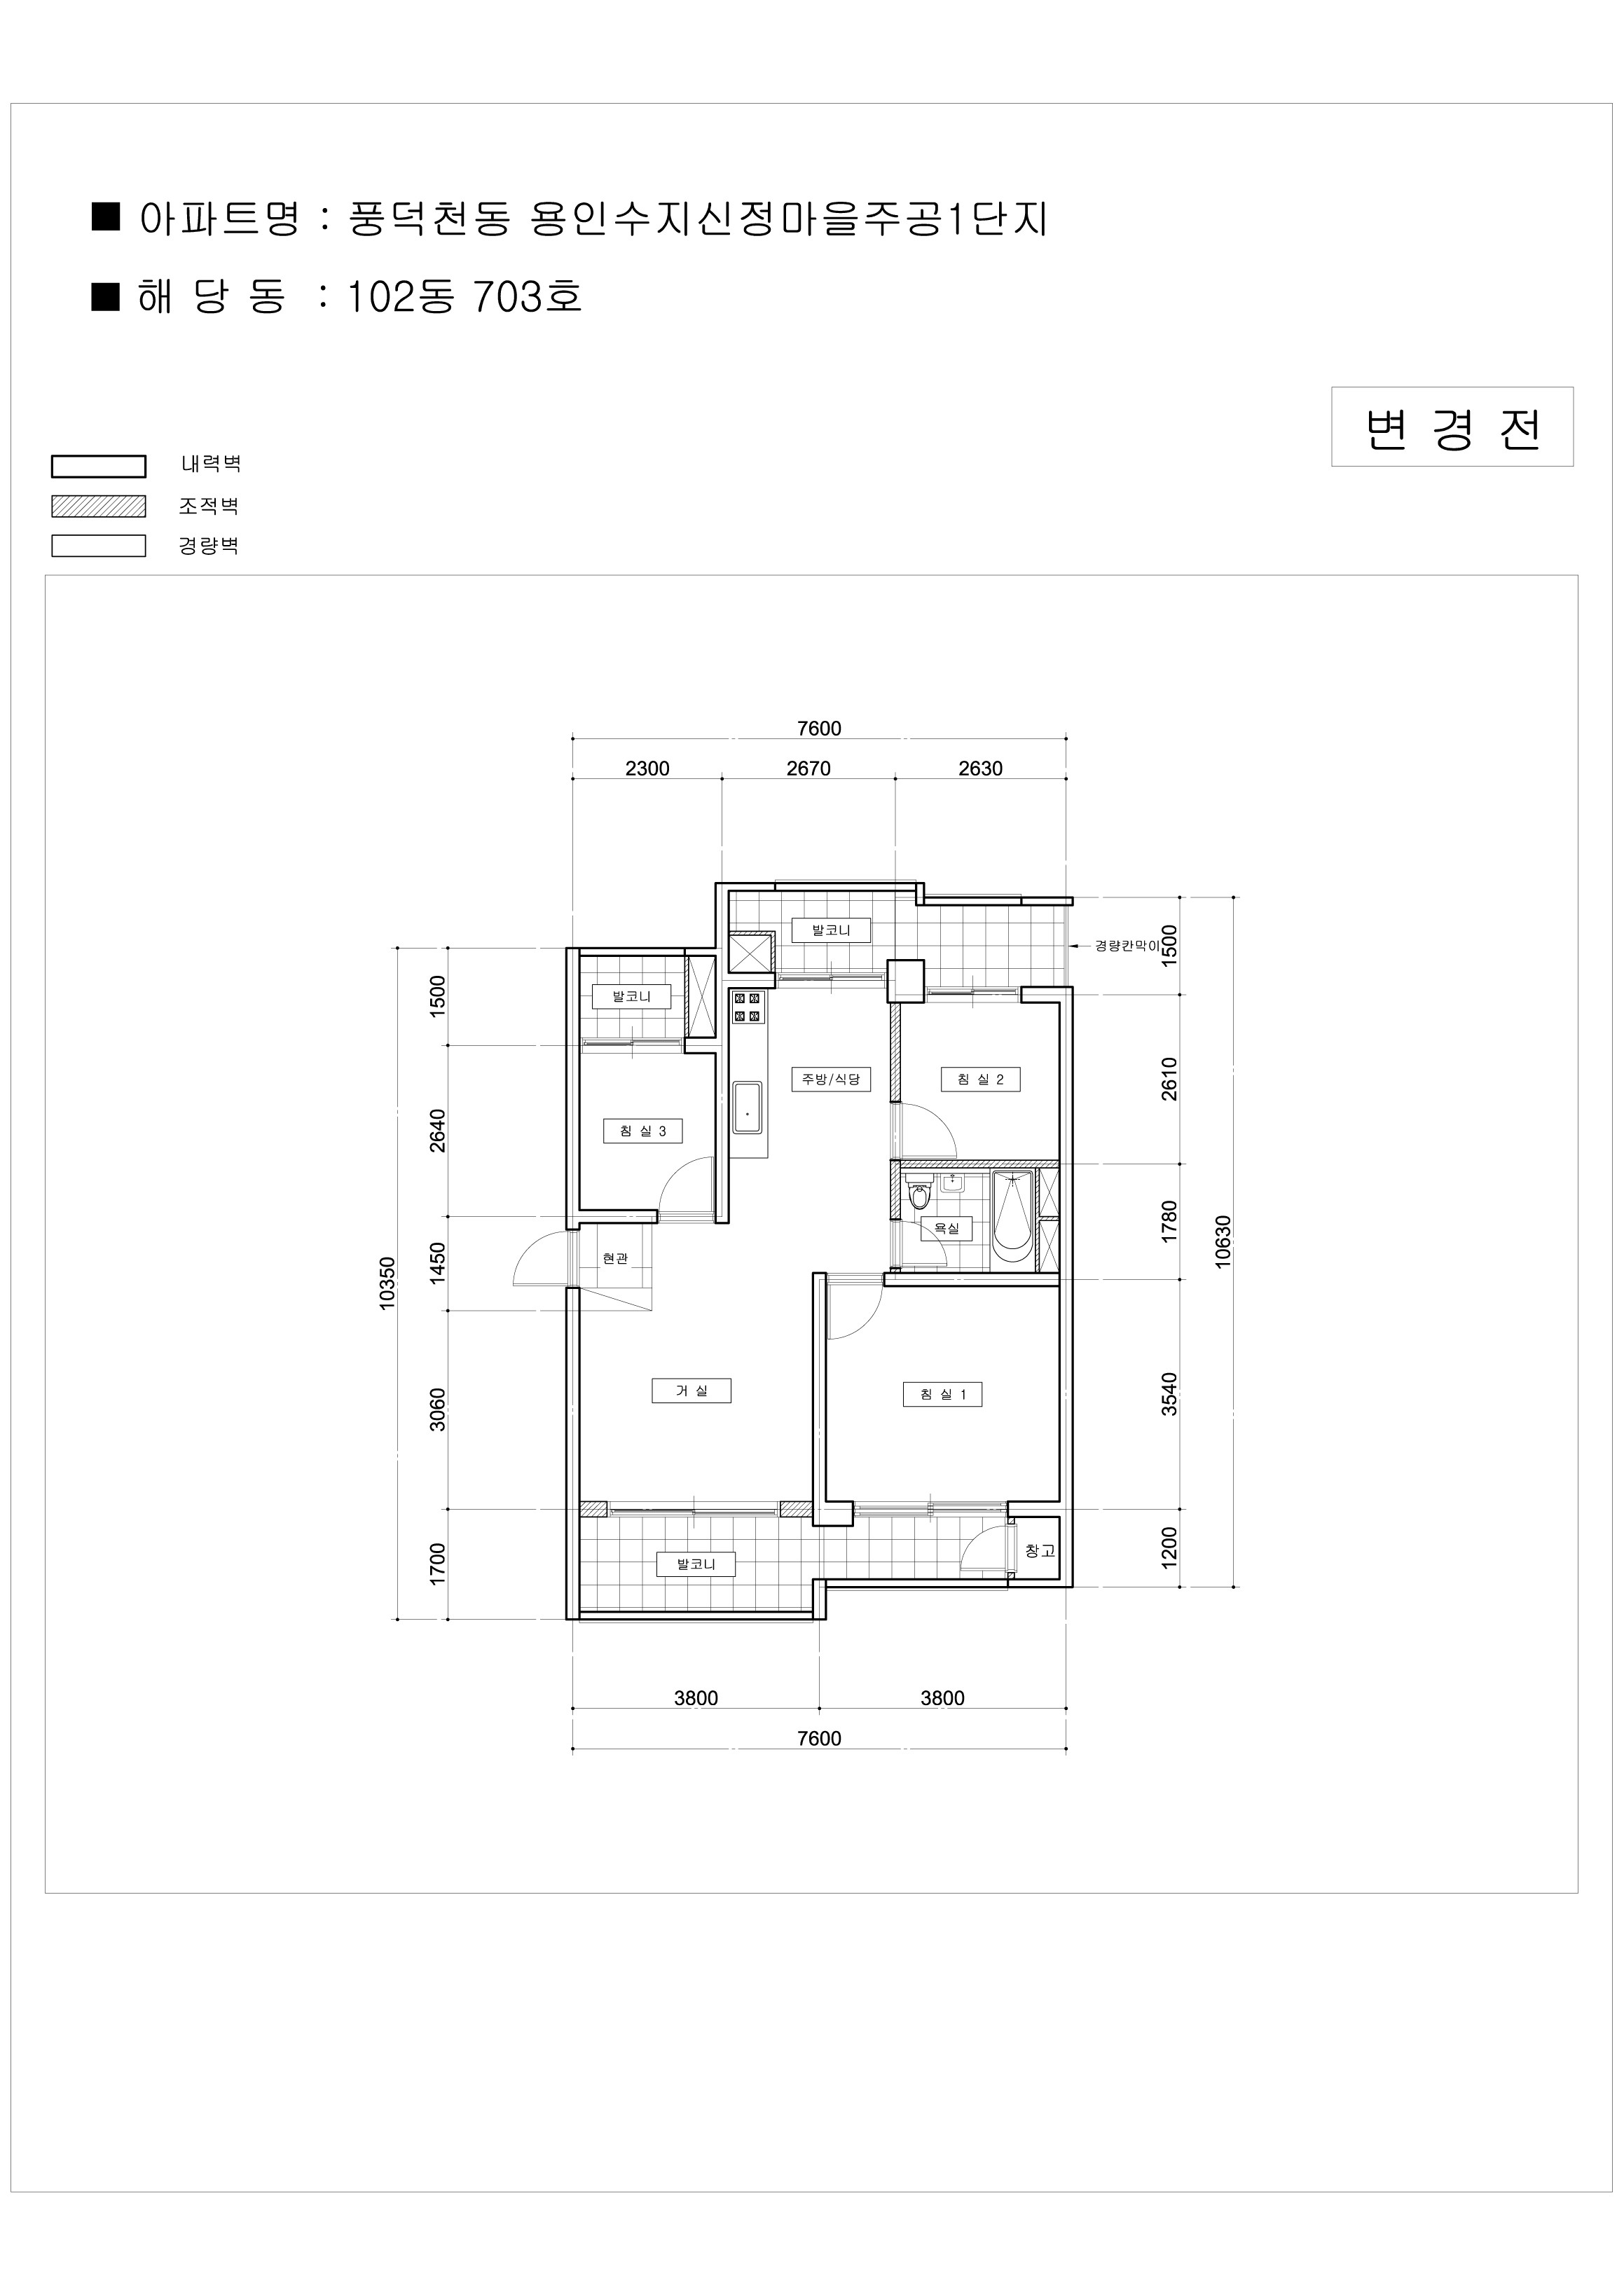 ■ 아파트명 : 풍덕천동 용인수지신정마을주공1단지
■ 해 당 동 : 102동 703호
변 경 전
내력벽
조적벽
경량벽
7600
2300 2670 2630
발코니
경량칸막이
1500
발코니
1500
주방/식당
침 실 2
2610
침 실 3
2640
욕실
1780
현관
1450
10350
10630
거 실
침 실 1
3060
3540
발코니
창고
1700
1200
3800 3800
7600